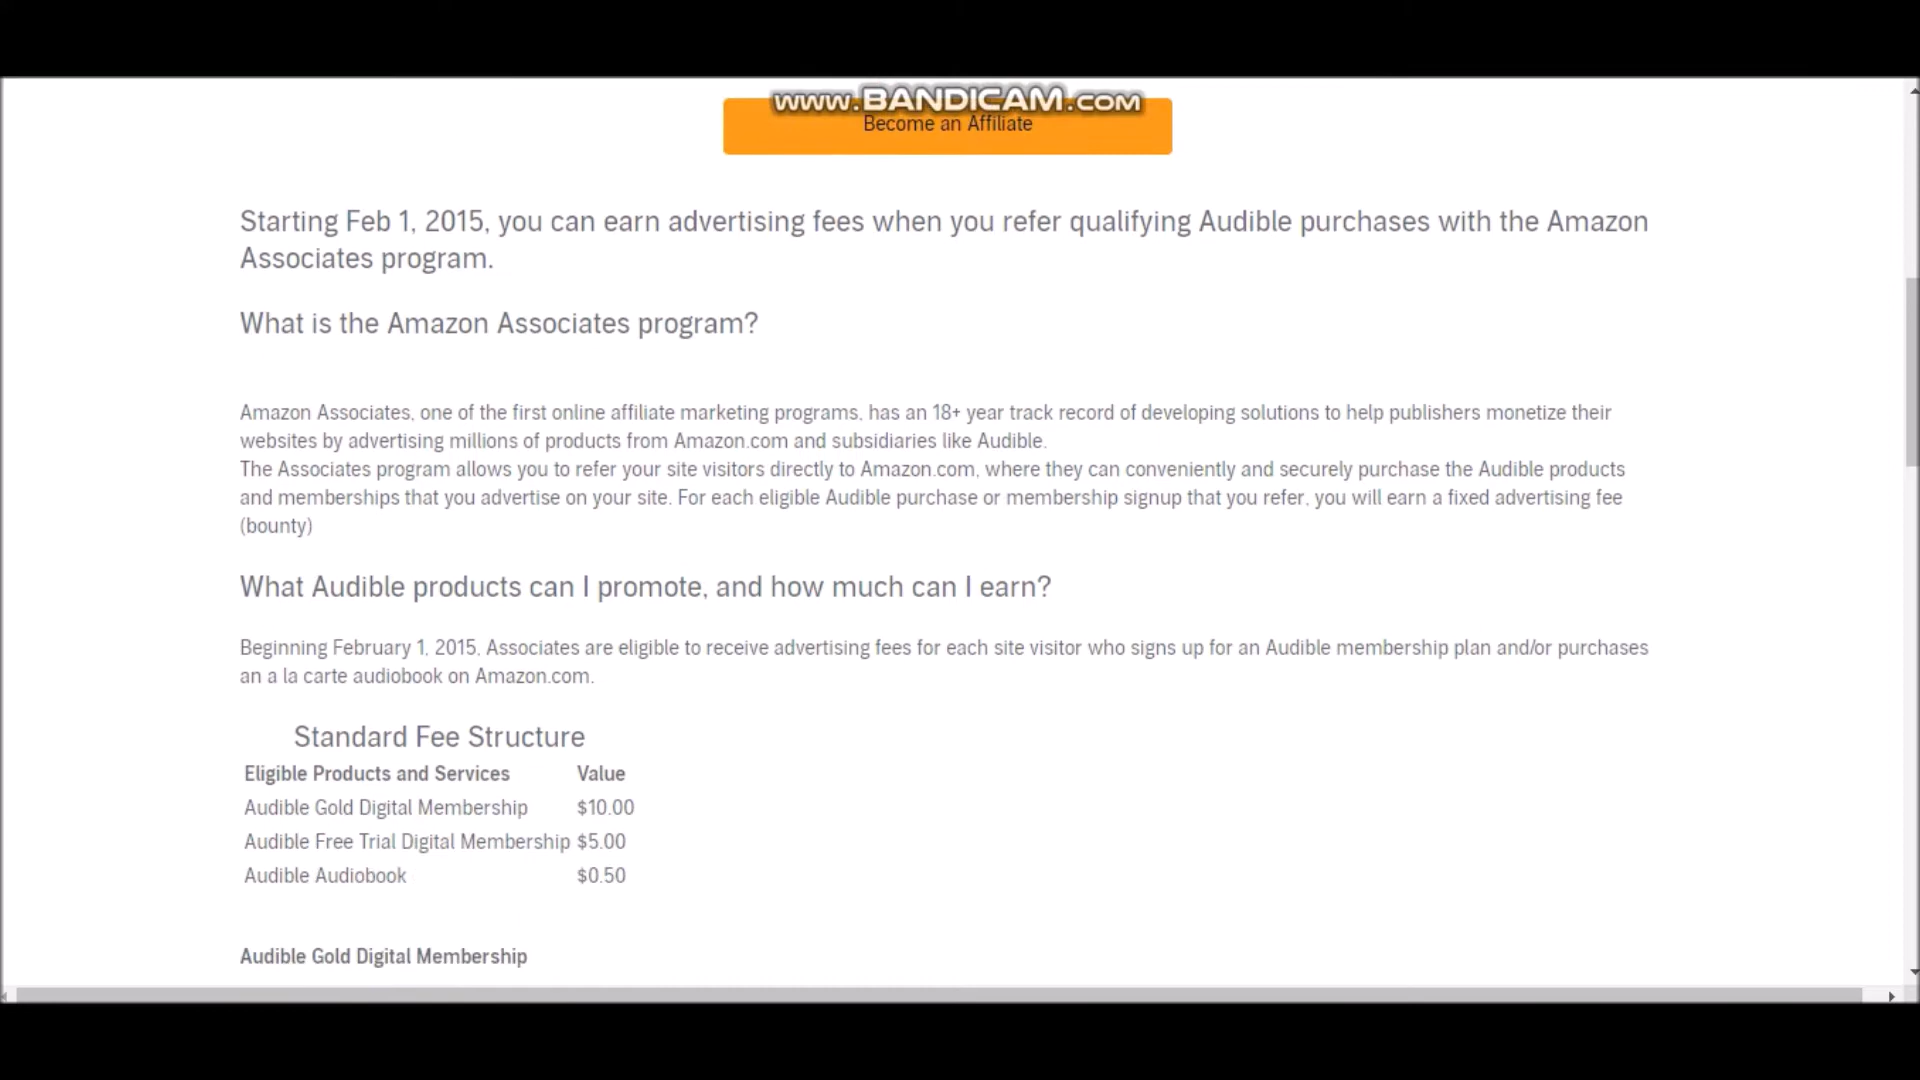 www.BANDICAM.COM
Become an Affiliate
Starting Feb 1, 2015, you can earn advertising fees when you refer qualifying Audible purchases with the Amazon
Associates program.
What is the Amazon Associates program?
Amazon Associates, one of the first online affiliate marketing programs, has an 18+ year track record of developing solutions to help publishers monetize their
websites by advertising millions of products from Amazon.com and subsidiaries like Audible.
The Associates program allows you to refer your site visitors directly to Amazon.com, where they can conveniently and securely purchase the Audible products
and memberships that you advertise on your site. For each eligible Audible purchase or membership signup that you refer, you will earn a fixed advertising fee
(bounty)
What Audible products can I promote, and how much can I earn?
Beginning February 1, 2015, Associates are eligible to receive advertising fees for each site visitor who signs up for an Audible membership plan and/or purchases
an a la carte audiobook on Amazon.com.
Standard Fee Structure
Eligible Products and Services Value
Audible Gold Digital Membership $10.00
Audible Free Trial Digital Membership $5.00
Audible Audiobook $0.50
Audible Gold Digital Membership